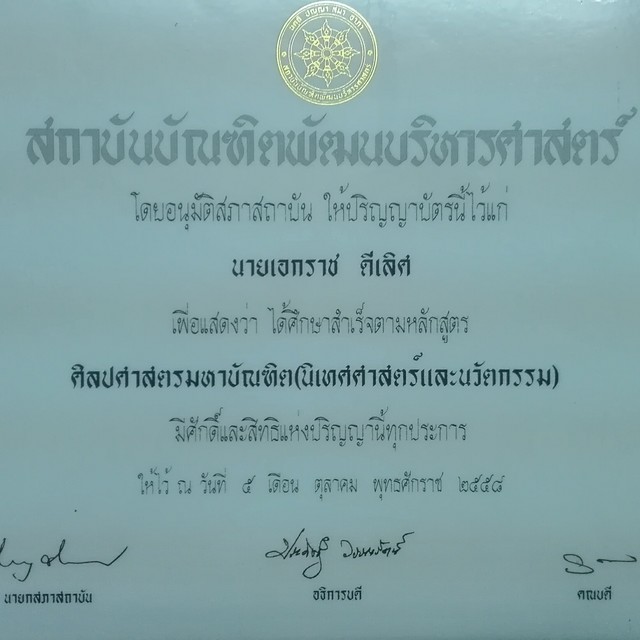 สถาบันบัณฑิตพัฒนบริหารศาสตร์
โดยอนุมัติสภาสถาบัน ให้ปริญญาบัตรนี้ไว้แก่
นายเอกราช ดีเลิศ
เพื่อแสดงว่า ได้ศึกษาสำเร็จตามหลักสูตร
ศิลปศาสตรมหาบัณฑิต(นิเทศศาสตร์และนวัตกรรม)
มีศักดิ์และสิทธิแห่งปริญญานี้ทุกประการ
ให้ไว้ ณ วันที่ ๕ เดือน ตุลาคม พุทธศักราช ๒๕๕๘
นายกสภาสถาบัน
อธิการบดี
คณบดี